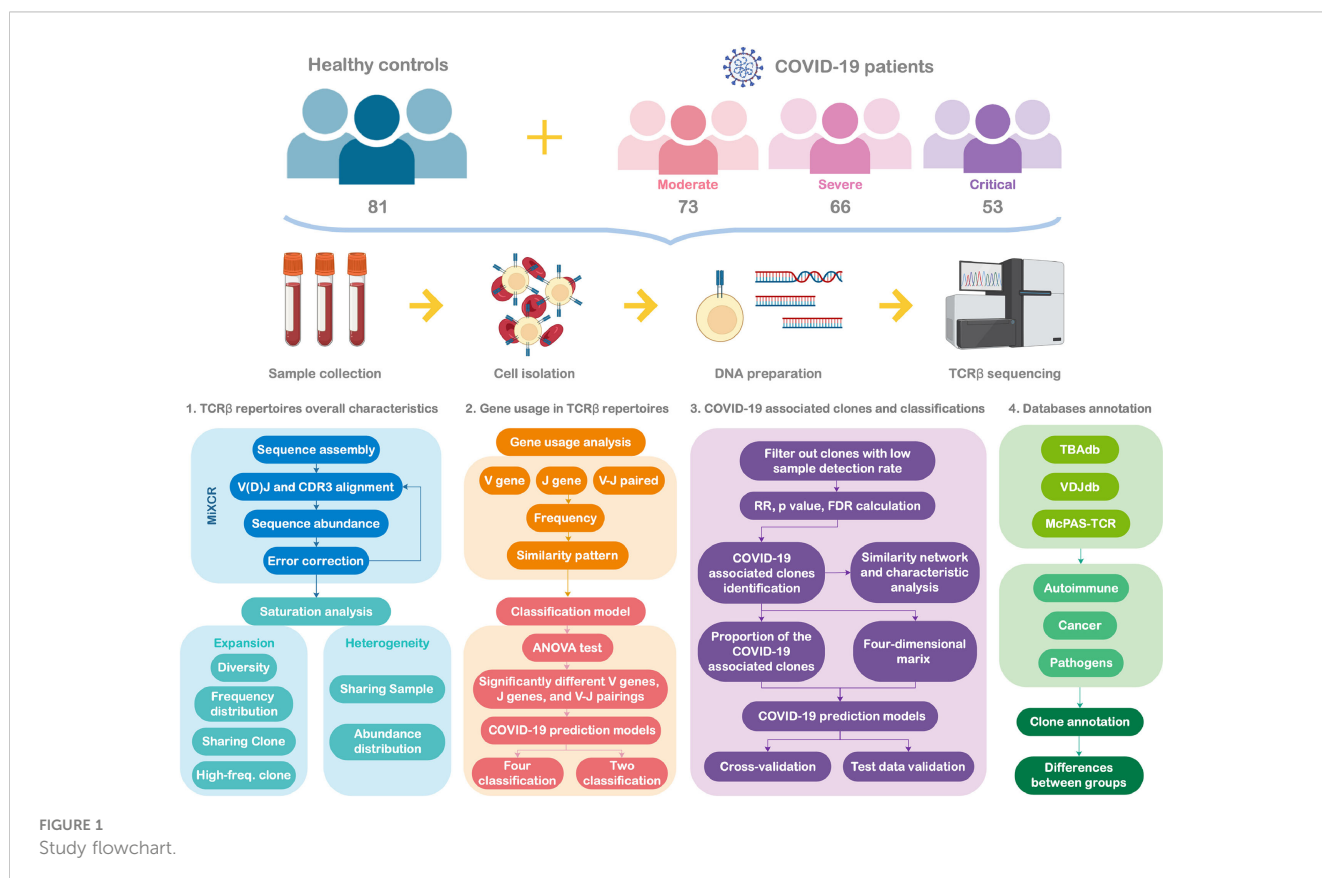 Healthy controls
COVID-19 patients
Moderate
Severe
Critical
81
73
66
53
Sample collection
Cell isolation
DNA preparation
TCRβ sequencing
1. TCRβ repertoires overall characteristics
MiXCR
Sequence assembly
V(D)J and CDR3 alignment
Sequence abundance
Error correction
Saturation analysis
Expansion
Diversity
Frequency
distribution
Sharing Clone
High-freq. clone
Heterogeneity
Sharing Sample
Abundance
distribution
2. Gene usage in TCRβ repertoires
Gene usage analysis
V gene
J gene
V-J paired
Frequency
Similarity pattern
Classification model
ANOVA test
Significantly different V genes,
J genes, and V-J pairings
COVID-19 prediction models
Four
classification
Two
classification
3. COVID-19 associated clones and classifications
Filter out clones with low
sample detection rate
RR, p value, FDR calculation
COVID-19
associated clones
identification
Similarity network
and characteristic
analysis
Proportion of the
COVID-19
associated clones
Four-dimensional
marix
COVID-19 prediction models
Cross-validation
Test data validation
4. Databases annotation
TBAdb
VDJdb
McPAS-TCR
Autoimmune
Cancer
Pathogens
Clone annotation
Differences
between groups
FIGURE 1
Study flowchart.